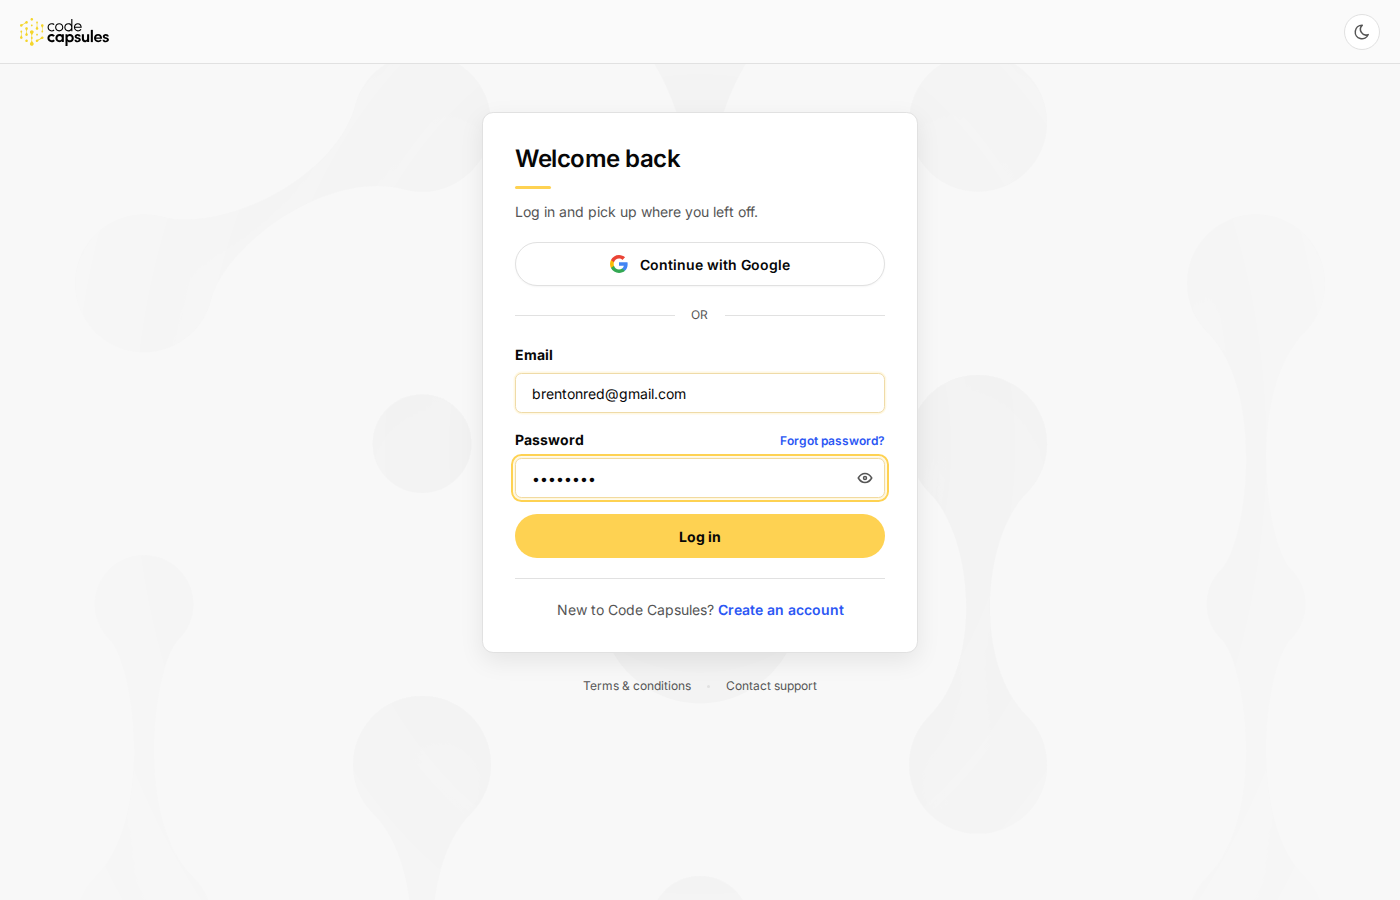 code
capsules
Welcome back
Log in and pick up where you left off.
Continue with Google
OR
Email
brentonred@gmail.com
Password Forgot password?
••••••••
Log in
New to Code Capsules? Create an account
Terms & conditions · Contact support